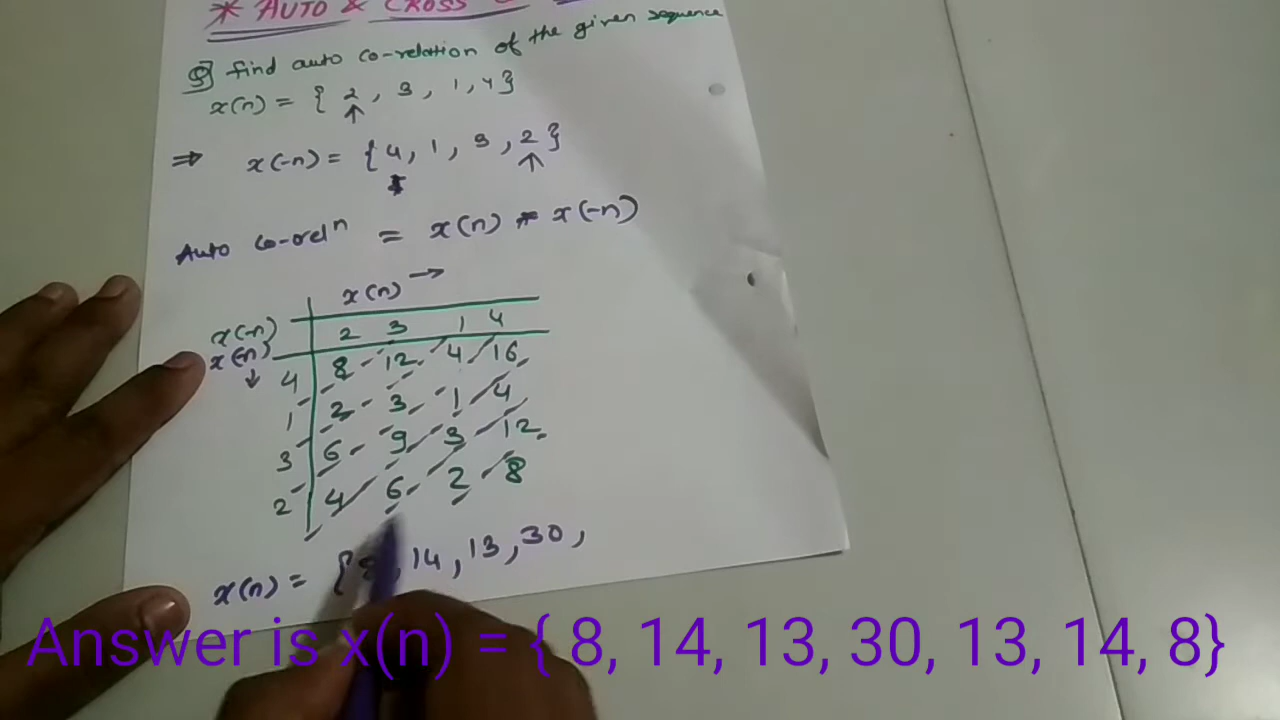 * AUTO & CROSS
Q] find auto co-relation of the given sequence
x(n) = { 2, 3, 1, 4}
↑
⇒ x(-n) = {4, 1, 3, 2}
↑
Auto co-reln = x(n) * x(-n)
x(n) →
x(-n)
x(-n)
↓
2 3 1 4
4 8 12 4 16
1 2 3 1 4
3 6 9 3 12
2 4 6 2 8
x(n) = {8, 14, 13, 30,
Answer is x(n) = { 8, 14, 13, 30, 13, 14, 8}